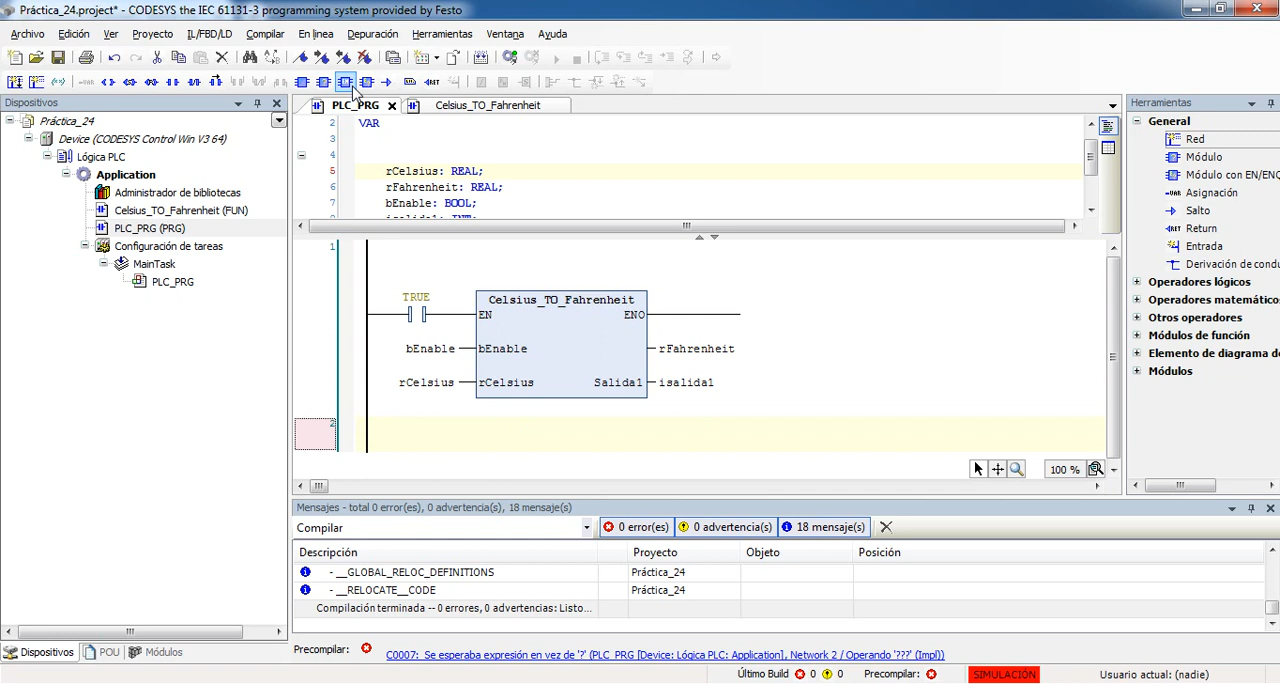 Práctica_24.project* - CODESYS the IEC 61131-3 programming system provided by Festo
Archivo Edición Ver Proyecto IL/FBD/LD Compilar En línea Depuración Herramientas Ventana Ayuda
Dispositivos
Práctica_24
Device (CODESYS Control Win V3 x64)
Lógica PLC
Application
Administrador de bibliotecas
Celsius_TO_Fahrenheit (FUN)
PLC_PRG (PRG)
Configuración de tareas
MainTask
PLC_PRG
Dispositivos POU Módulos
PLC_PRG Celsius_TO_Fahrenheit
2 VAR
3
4
5 rCelsius: REAL;
6 rFahrenheit: REAL;
7 bEnable: BOOL;
isalida1: INT;
1
TRUE
Celsius_TO_Fahrenheit
EN ENO
bEnable bEnable rFahrenheit
rCelsius rCelsius Salida1 isalida1
2
100 %
Herramientas
General
Red
Módulo
Módulo con EN/ENO
Asignación
Salto
Return
Entrada
Derivación de condu
Operadores lógicos
Operadores matemático
Otros operadores
Módulos de función
Elemento de diagrama de
Módulos
Mensajes - total 0 error(es), 0 advertencia(s), 18 mensaje(s)
Compilar 0 error(es) 0 advertencia(s) 18 mensaje(s)
Descripción Proyecto Objeto Posición
- __GLOBAL_RELOC_DEFINITIONS Práctica_24
- __RELOCATE__CODE Práctica_24
Compilación terminada -- 0 errores, 0 advertencias: Listo...
Precompilar: C0007: Se esperaba expresión en vez de '?' (PLC_PRG [Device: Lógica PLC: Application], Network 2 / Operando '???' (Impl))
Último Build 0 0 Precompilar: SIMULACIÓN Usuario actual: (nadie)